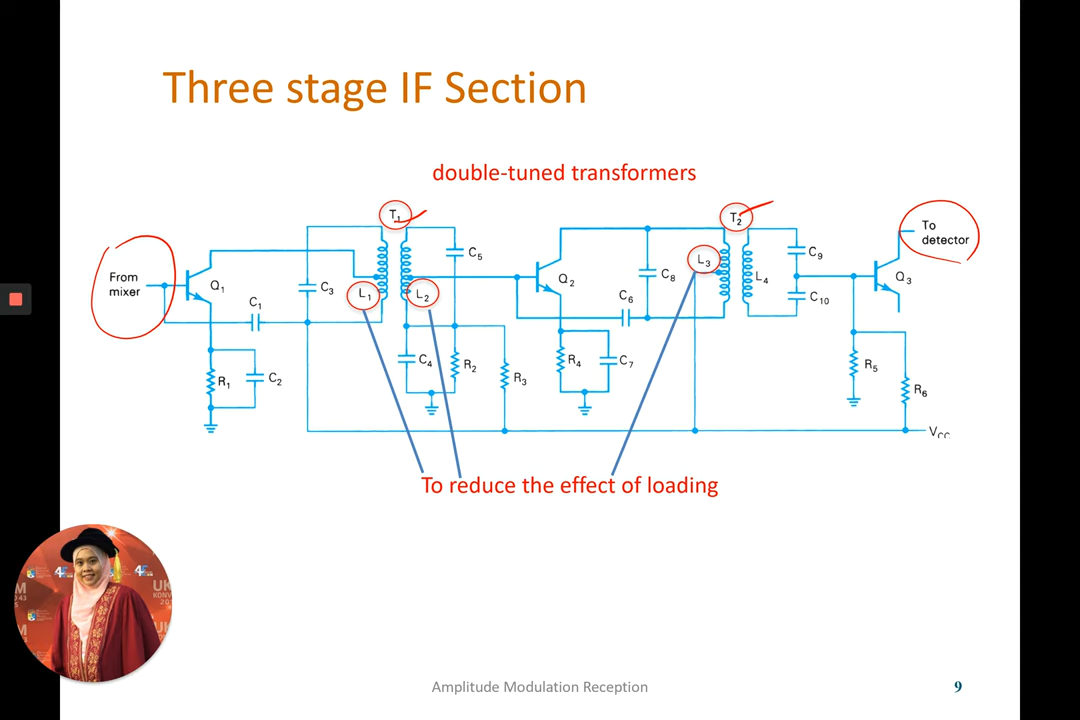 Three stage IF Section
double-tuned transformers
T1
T2
To
detector
From
mixer
Q1
C1
C3
L1
L2
C5
Q2
C6
C8
L3
L4
C9
C10
Q3
R1
C2
C4
R2
R3
R4
C7
R5
R6
VCC
To reduce the effect of loading
Amplitude Modulation Reception
9